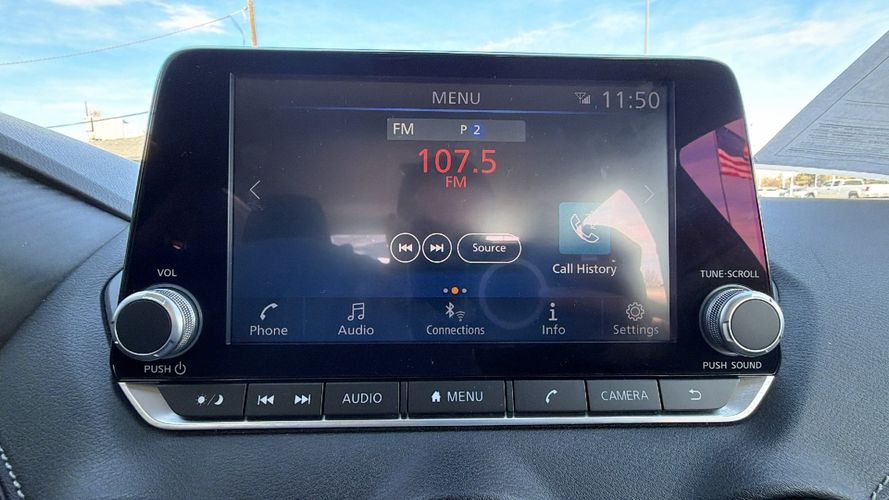 MENU 11:50
FM P 2
107.5
FM
Source
Call History
VOL
TUNE·SCROLL
Phone Audio Connections Info Settings
PUSH
PUSH SOUND
AUDIO MENU CAMERA